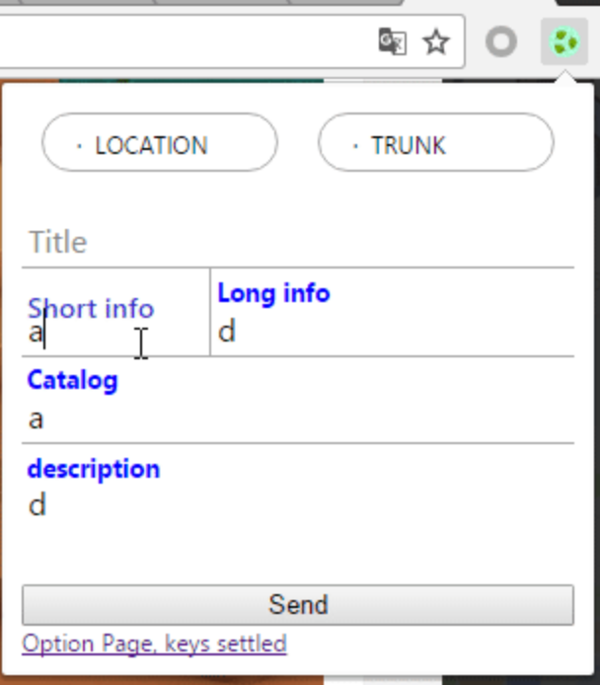 · LOCATION
· TRUNK
Title
Short info
a
Long info
d
Catalog
a
description
d
Send
Option Page, keys settled